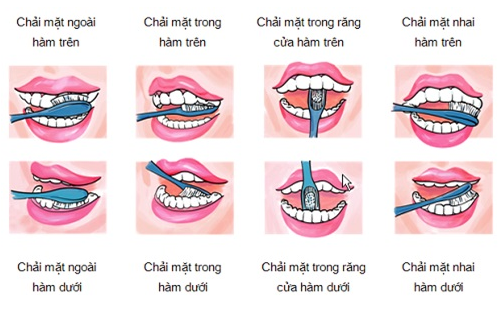 Chải mặt ngoài
hàm trên
Chải mặt trong
hàm trên
Chải mặt trong răng
cửa hàm trên
Chải mặt nhai
hàm trên
Chải mặt ngoài
hàm dưới
Chải mặt trong
hàm dưới
Chải mặt trong răng
cửa hàm dưới
Chải mặt nhai
hàm dưới